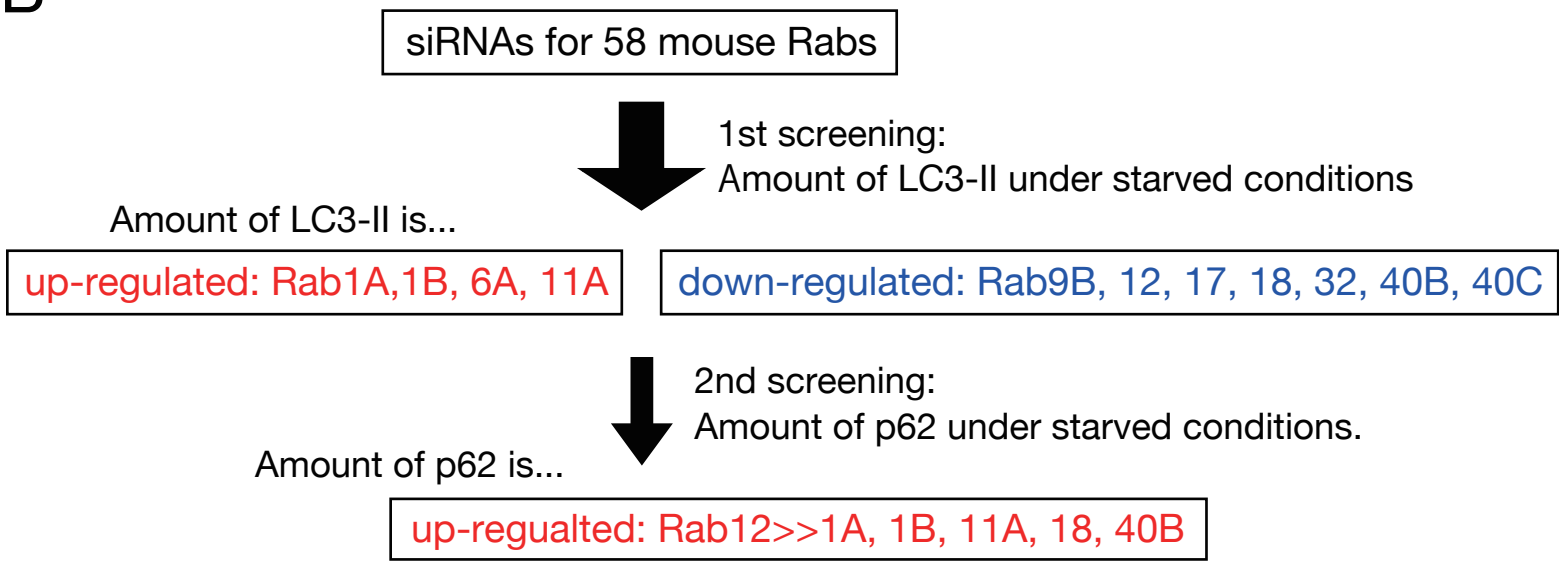 siRNAs for 58 mouse Rabs
1st screening:
Amount of LC3-II under starved conditions
Amount of LC3-II is...
up-regulated: Rab1A,1B, 6A, 11A
down-regulated: Rab9B, 12, 17, 18, 32, 40B, 40C
2nd screening:
Amount of p62 under starved conditions.
Amount of p62 is...
up-regualted: Rab12>>1A, 1B, 11A, 18, 40B